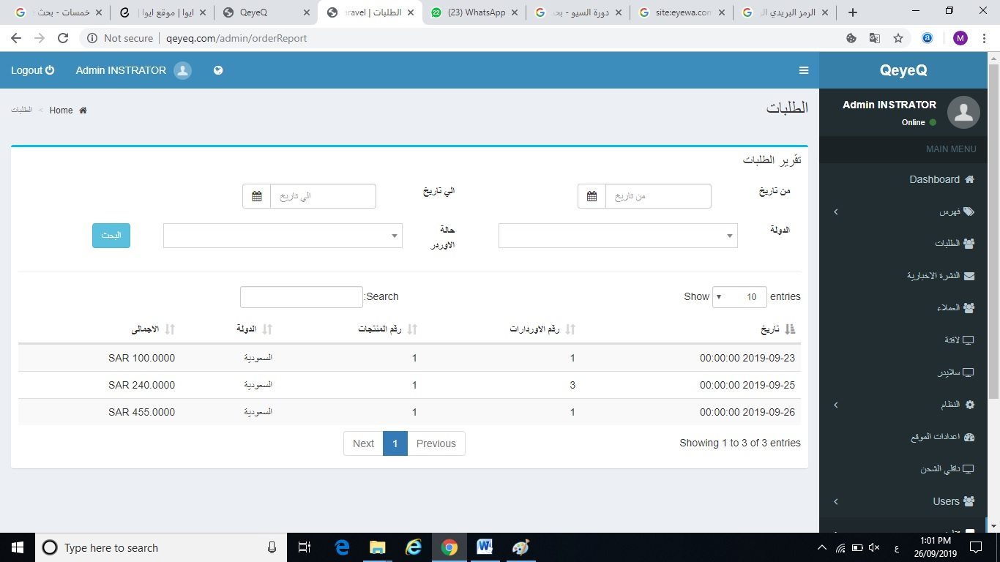 خمسات - بحث
ايوا | موقع ايوا
QeyeQ
الطلبات | aravel
(23) WhatsApp
دورة السيو - بحث
site:eyewa.com
الرمز البريدي الر
Not secure | qeyeq.com/admin/orderReport
M
Logout
Admin INSTRATOR
QeyeQ
الطلبات
Home > الطلبات
Admin INSTRATOR
Online
MAIN MENU
Dashboard
فهرس
الطلبات
النشرة الاخبارية
العملاء
لافتة
سلايدر
النظام
اعدادات الموقع
ناقلي الشحن
Users
تقرير الطلبات
من تاريخ
من تاريخ
الي تاريخ
الي تاريخ
الدولة
حالة
الاوردر
البحث
Show 10 entries
Search:
تاريخ رقم الاوردارات رقم المنتجات الدولة الاجمالى
2019-09-23 00:00:00 1 1 السعودية SAR 100.0000
2019-09-25 00:00:00 3 1 السعودية SAR 240.0000
2019-09-26 00:00:00 1 1 السعودية SAR 455.0000
Showing 1 to 3 of 3 entries
Previous 1 Next
Type here to search
ع
1:01 PM
26/09/2019